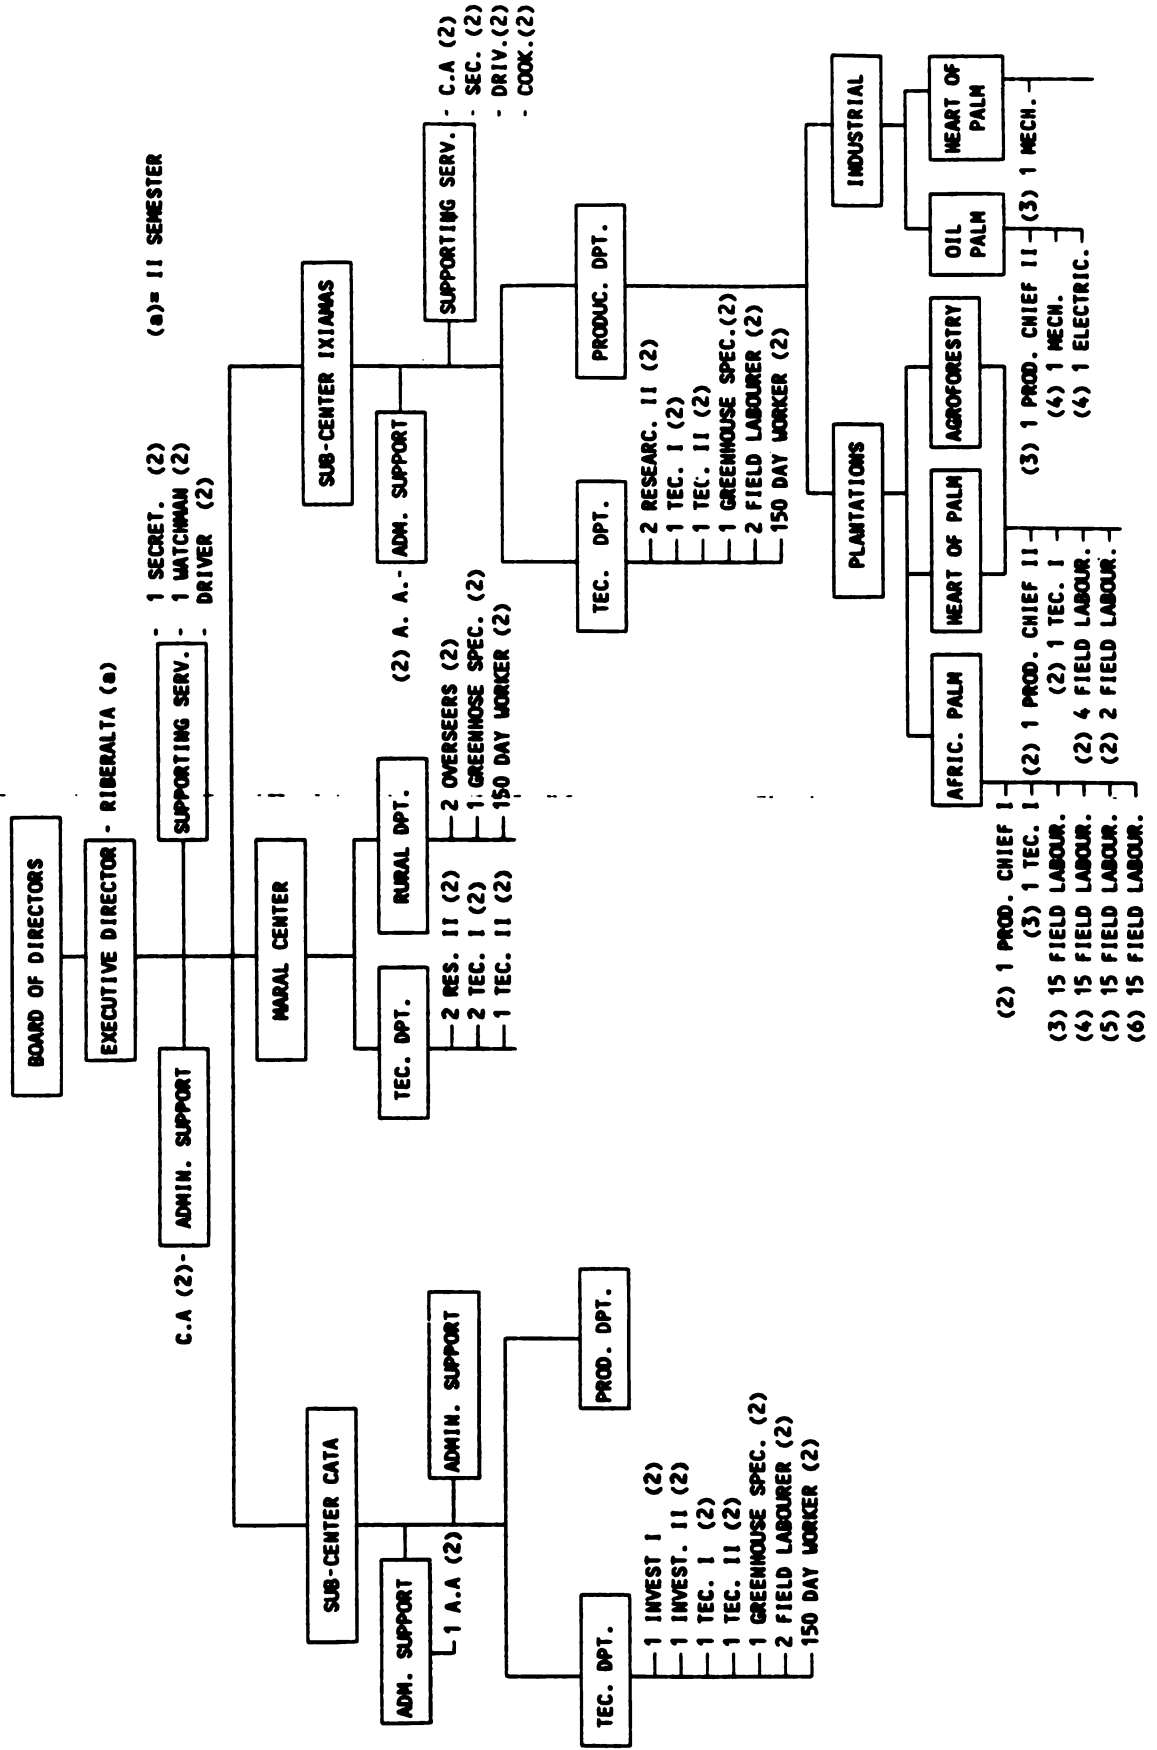 BOARD OF DIRECTORS
(a)= II SEMESTER
EXECUTIVE DIRECTOR - RIBERALTA (a)
C.A (2)- ADMIN. SUPPORT
SUPPORTING SERV. - 1 SECRET. (2)
- 1 WATCHMAN (2)
- DRIVER (2)
SUB-CENTER CATA
MARAL CENTER
SUB-CENTER IXIAMAS
ADM. SUPPORT
1 A.A (2)
ADMIN. SUPPORT
TEC. DPT.
1 INVEST I (2)
1 INVEST. II (2)
1 TEC. I (2)
1 TEC. II (2)
1 GREENHOUSE SPEC. (2)
2 FIELD LABOURER (2)
150 DAY WORKER (2)
PROD. DPT.
TEC. DPT.
2 RES. II (2)
2 TEC. I (2)
1 TEC. II (2)
RURAL DPT.
2 OVERSEERS (2)
1 GREENHOSE SPEC. (2)
150 DAY WORKER (2)
(2) A. A.- ADM. SUPPORT
SUPPORTING SERV. - C.A (2)
- SEC. (2)
- DRIV.(2)
- COOK.(2)
TEC. DPT.
2 RESEARC. II (2)
1 TEC. I (2)
1 TEC. II (2)
1 GREENHOUSE SPEC.(2)
2 FIELD LABOURER (2)
150 DAY WORKER (2)
PRODUC. DPT.
PLANTATIONS
INDUSTRIAL
AFRIC. PALM
(2) 1 PROD. CHIEF I
(3) 1 TEC. I
(3) 15 FIELD LABOUR.
(4) 15 FIELD LABOUR.
(5) 15 FIELD LABOUR.
(6) 15 FIELD LABOUR.
HEART OF PALM
AGROFORESTRY
(2) 1 PROD. CHIEF II
(2) 1 TEC. I
(2) 4 FIELD LABOUR.
(2) 2 FIELD LABOUR.
OIL
PALM
(3) 1 PROD. CHIEF II
(4) 1 MECH.
(4) 1 ELECTRIC.
HEART OF
PALM
(3) 1 MECH.